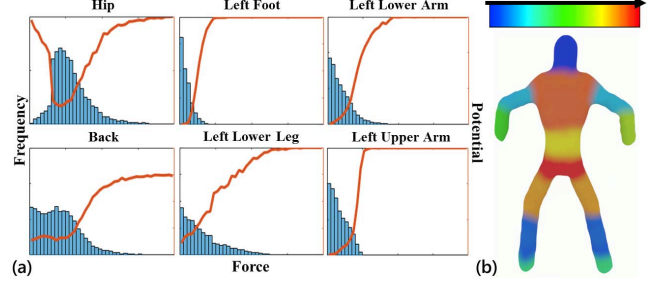 Hip
Left Foot
Left Lower Arm
Frequency
Potential
Back
Left Lower Leg
Left Upper Arm
(a)
Force
(b)